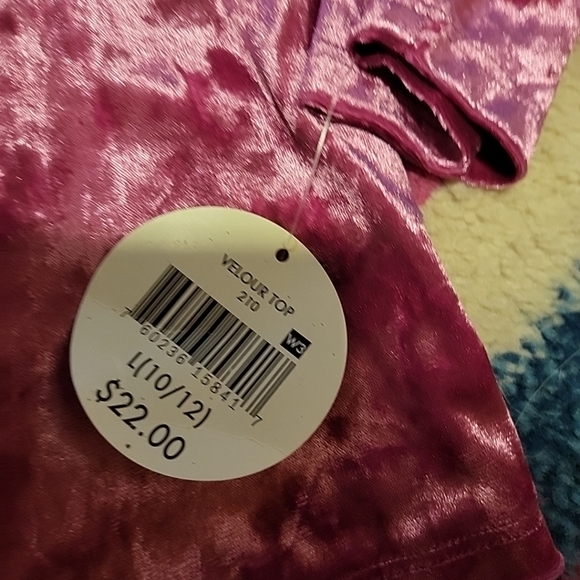 VELOUR TOP
210
W3
7 60236 15841 7
L(10/12)
$22.00